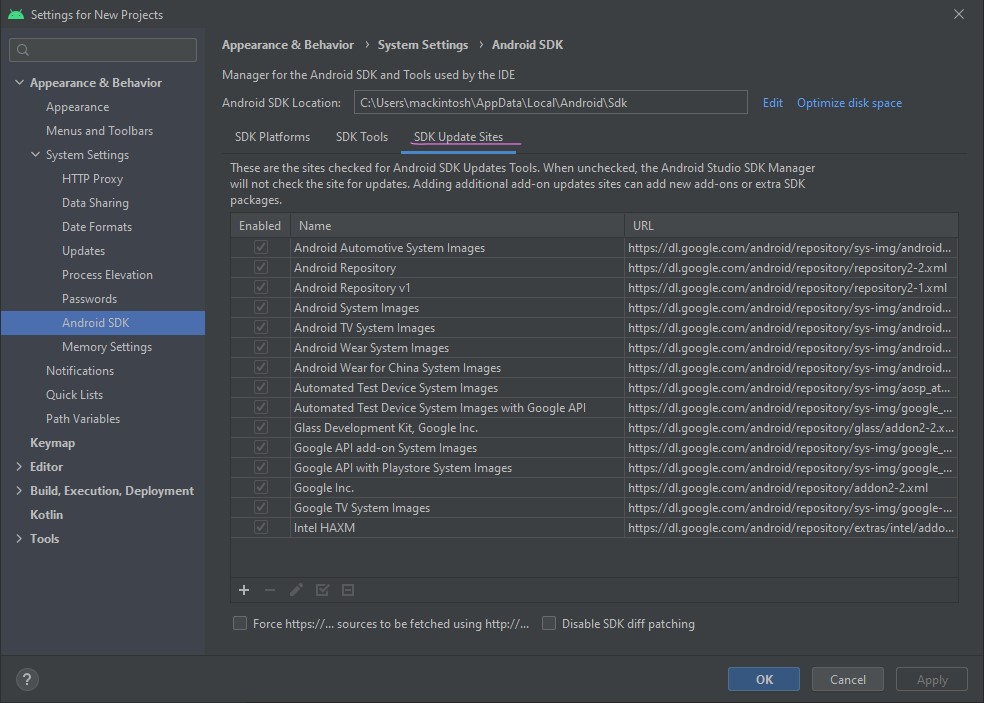 Settings for New Projects
Appearance & Behavior
Appearance
Menus and Toolbars
System Settings
HTTP Proxy
Data Sharing
Date Formats
Updates
Process Elevation
Passwords
Android SDK
Memory Settings
Notifications
Quick Lists
Path Variables
Keymap
Editor
Build, Execution, Deployment
Kotlin
Tools
Appearance & Behavior › System Settings › Android SDK
Manager for the Android SDK and Tools used by the IDE
Android SDK Location: C:\Users\mackintosh\AppData\Local\Android\Sdk Edit Optimize disk space
SDK Platforms SDK Tools SDK Update Sites
These are the sites checked for Android SDK Updates Tools. When unchecked, the Android Studio SDK Manager
will not check the site for updates. Adding additional add-on updates sites can add new add-ons or extra SDK
packages.
Enabled Name URL
Android Automotive System Images https://dl.google.com/android/repository/sys-img/android...
Android Repository https://dl.google.com/android/repository/repository2-2.xml
Android Repository v1 https://dl.google.com/android/repository/repository2-1.xml
Android System Images https://dl.google.com/android/repository/sys-img/android...
Android TV System Images https://dl.google.com/android/repository/sys-img/android...
Android Wear System Images https://dl.google.com/android/repository/sys-img/android...
Android Wear for China System Images https://dl.google.com/android/repository/sys-img/android...
Automated Test Device System Images https://dl.google.com/android/repository/sys-img/aosp_at...
Automated Test Device System Images with Google API https://dl.google.com/android/repository/sys-img/google_...
Glass Development Kit, Google Inc. https://dl.google.com/android/repository/glass/addon2-2.x...
Google API add-on System Images https://dl.google.com/android/repository/sys-img/google_...
Google API with Playstore System Images https://dl.google.com/android/repository/sys-img/google_...
Google Inc. https://dl.google.com/android/repository/addon2-2.xml
Google TV System Images https://dl.google.com/android/repository/sys-img/google-...
Intel HAXM https://dl.google.com/android/repository/extras/intel/addo...
Force https://... sources to be fetched using http://... Disable SDK diff patching
? OK Cancel Apply